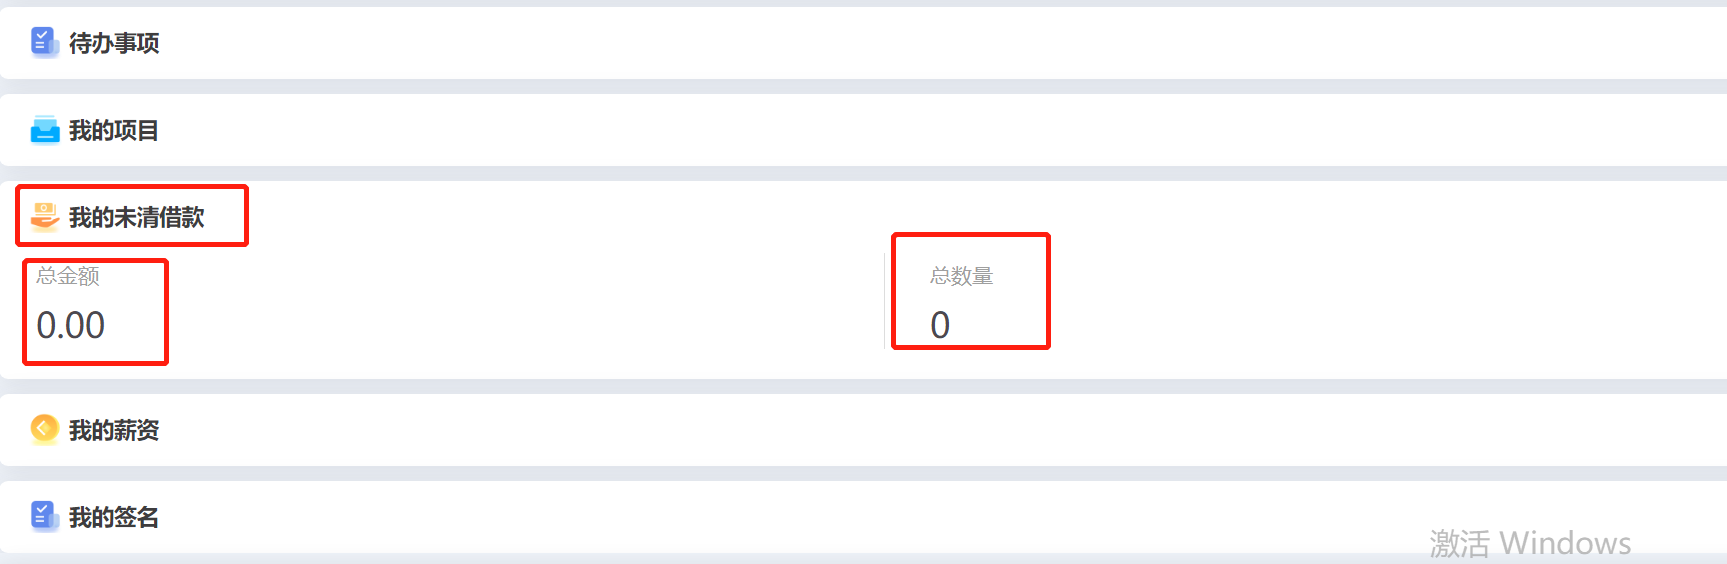 待办事项
我的项目
我的未清借款
总金额
总数量
0.00
0
我的薪资
我的签名
激活 Windows